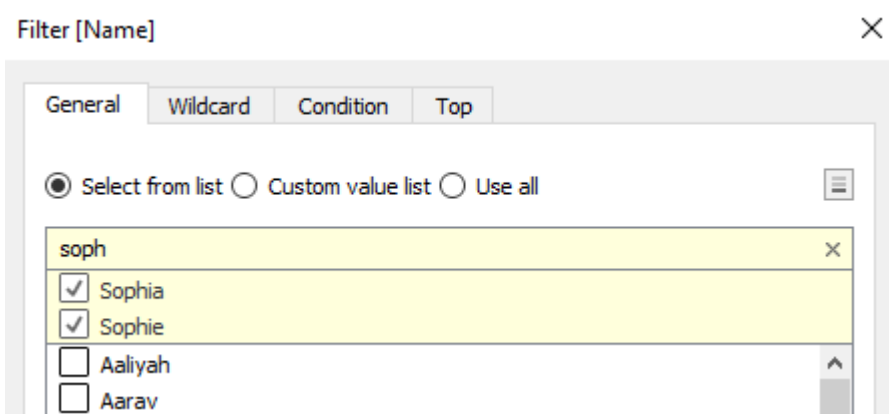 Filter [Name]
General Wildcard Condition Top
Select from list Custom value list Use all
soph
Sophia
Sophie
Aaliyah
Aarav